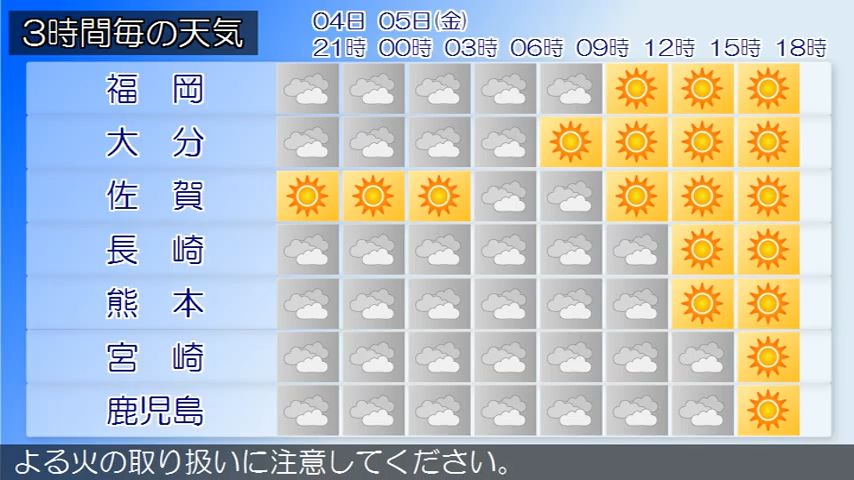 3時間毎の天気
04日 05日(金)
21時 00時 03時 06時 09時 12時 15時 18時
福岡
大分
佐賀
長崎
熊本
宮崎
鹿児島
よる火の取り扱いに注意してください。